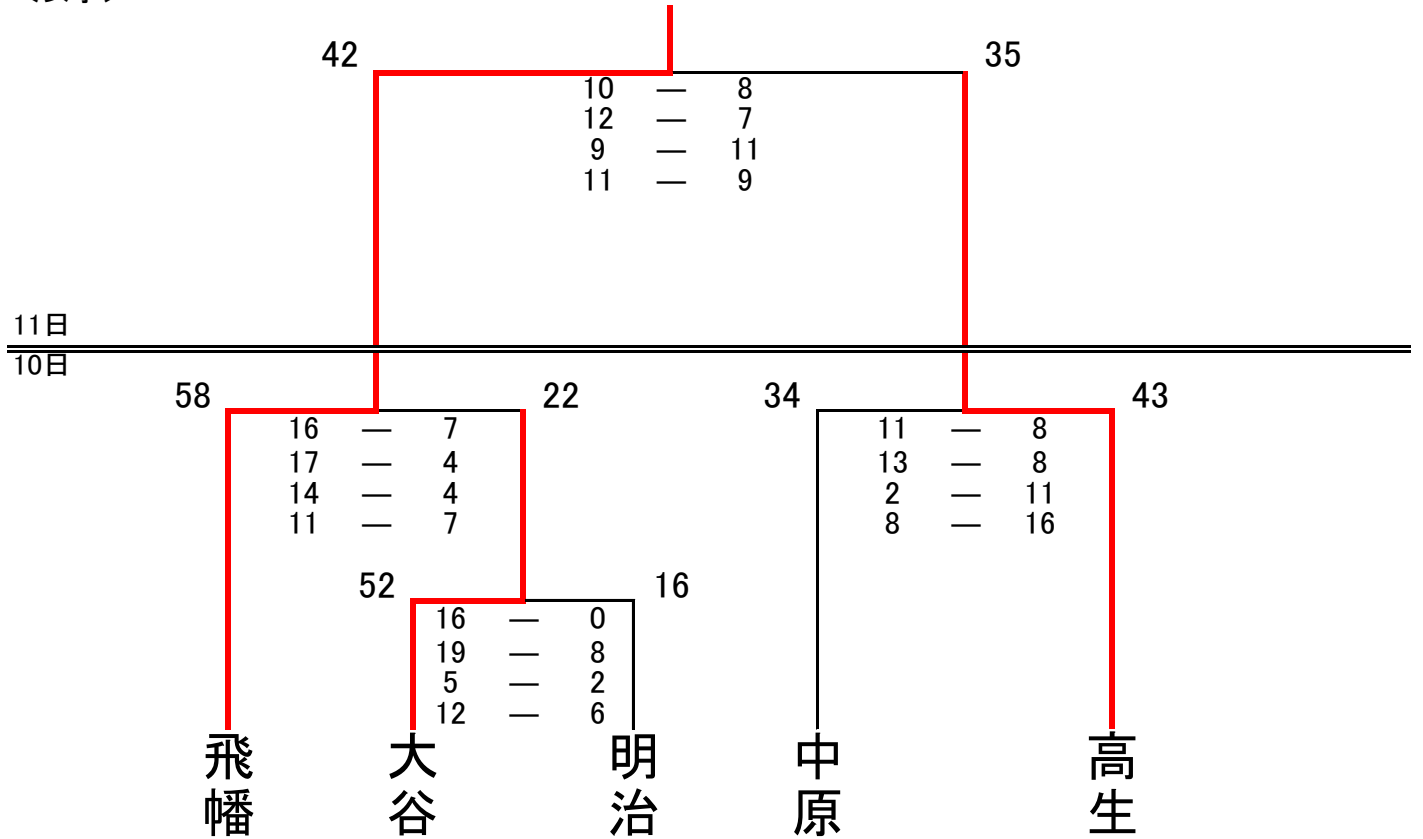 42 35
10 — 8
12 — 7
9 — 11
11 — 9
11日
10日
58 22 34 43
16 — 7 11 — 8
17 — 4 13 — 8
14 — 4 2 — 11
11 — 7 8 — 16
52 16
16 — 0
19 — 8
5 — 2
12 — 6
飛幡 大谷 明治 中原 高生